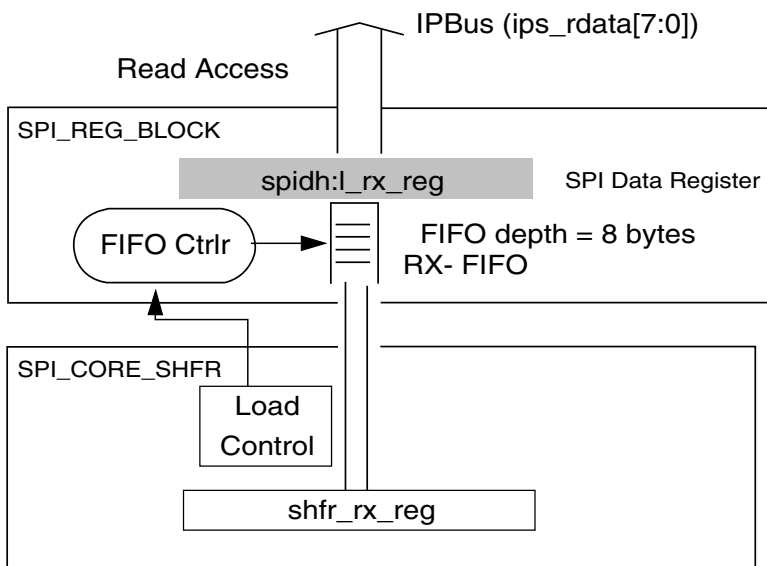 IPBus (ips_rdata[7:0])
Read Access
SPI_REG_BLOCK
spidh:l_rx_reg
SPI Data Register
FIFO Ctrlr
FIFO depth = 8 bytes
RX- FIFO
SPI_CORE_SHFR
Load
Control
shfr_rx_reg